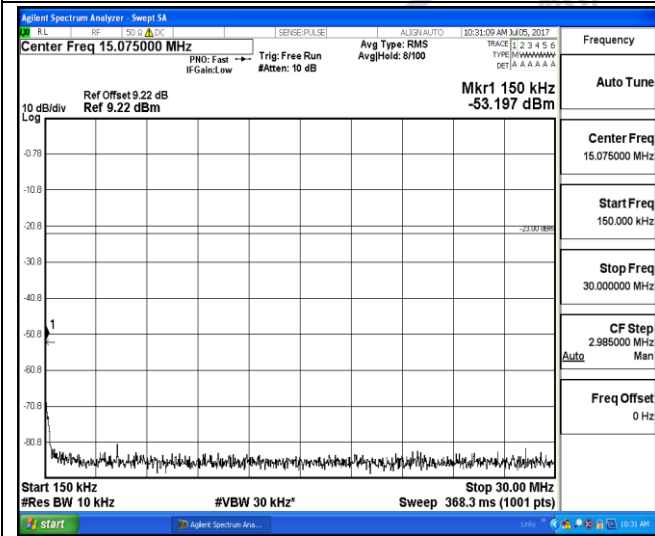 Agilent Spectrum Analyzer - Swept SA
RL RF 50 Ω DC SENSE:PULSE ALIGN AUTO 10:31:09 AM Jul 05, 2017
Center Freq 15.075000 MHz
PNO: Fast
IFGain:Low
Trig: Free Run
#Atten: 10 dB
Avg Type: RMS
Avg|Hold: 8/100
TRACE 1 2 3 4 5 6
TYPE MWWWWW
DET A A A A A A
Mkr1 150 kHz
-53.197 dBm
Ref Offset 9.22 dB
Ref 9.22 dBm
10 dB/div
Log
-0.78
-10.8
-20.8
-23.00 dBm
-30.8
-40.8
1
-50.8
-60.8
-70.8
-80.8
Start 150 kHz
Stop 30.00 MHz
#Res BW 10 kHz
#VBW 30 kHz*
Sweep 368.3 ms (1001 pts)
Frequency
Auto Tune
Center Freq
15.075000 MHz
Start Freq
150.000 kHz
Stop Freq
30.000000 MHz
CF Step
2.985000 MHz
Auto Man
Freq Offset
0 Hz
start
Agilent Spectrum Ana...
Links »
10:31 AM